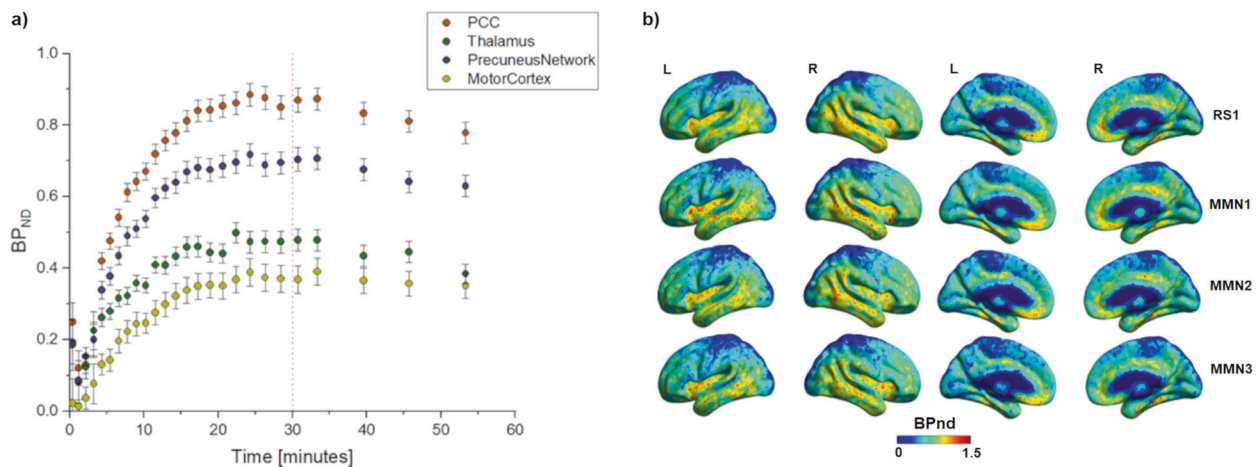 a)
PCC
Thalamus
PrecuneusNetwork
MotorCortex
1.0
0.8
0.6
0.4
0.2
0.0
BPND
0 10 20 30 40 50 60
Time [minutes]
b)
L R L R
RS1
MMN1
MMN2
MMN3
BPnd
0 1.5